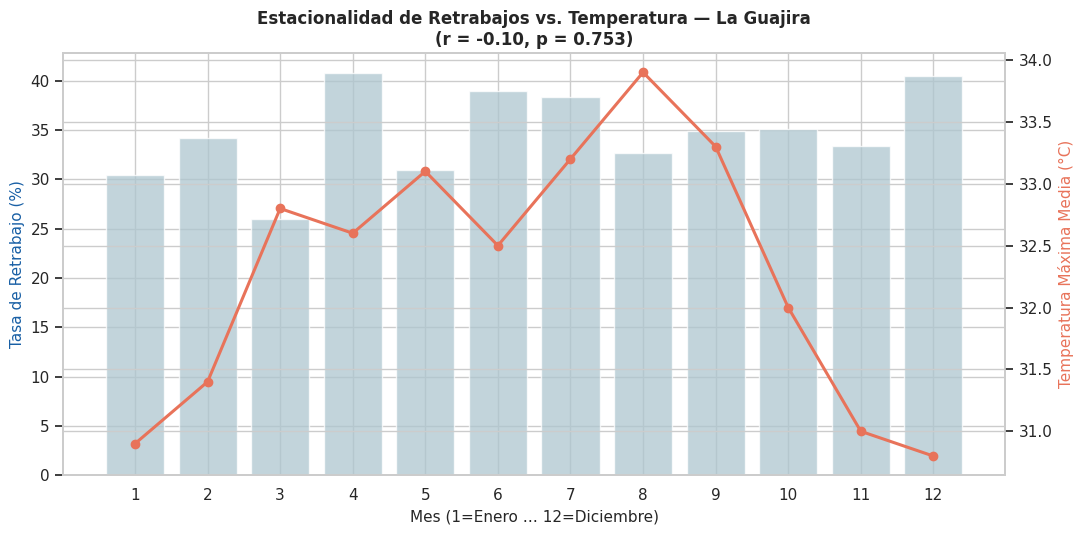 Estacionalidad de Retrabajos vs. Temperatura — La Guajira
(r = -0.10, p = 0.753)
Tasa de Retrabajo (%)
40
35
30
25
20
15
10
5
0
34.0
33.5
33.0
32.5
32.0
31.5
31.0
Temperatura Máxima Media (°C)
1 2 3 4 5 6 7 8 9 10 11 12
Mes (1=Enero ... 12=Diciembre)